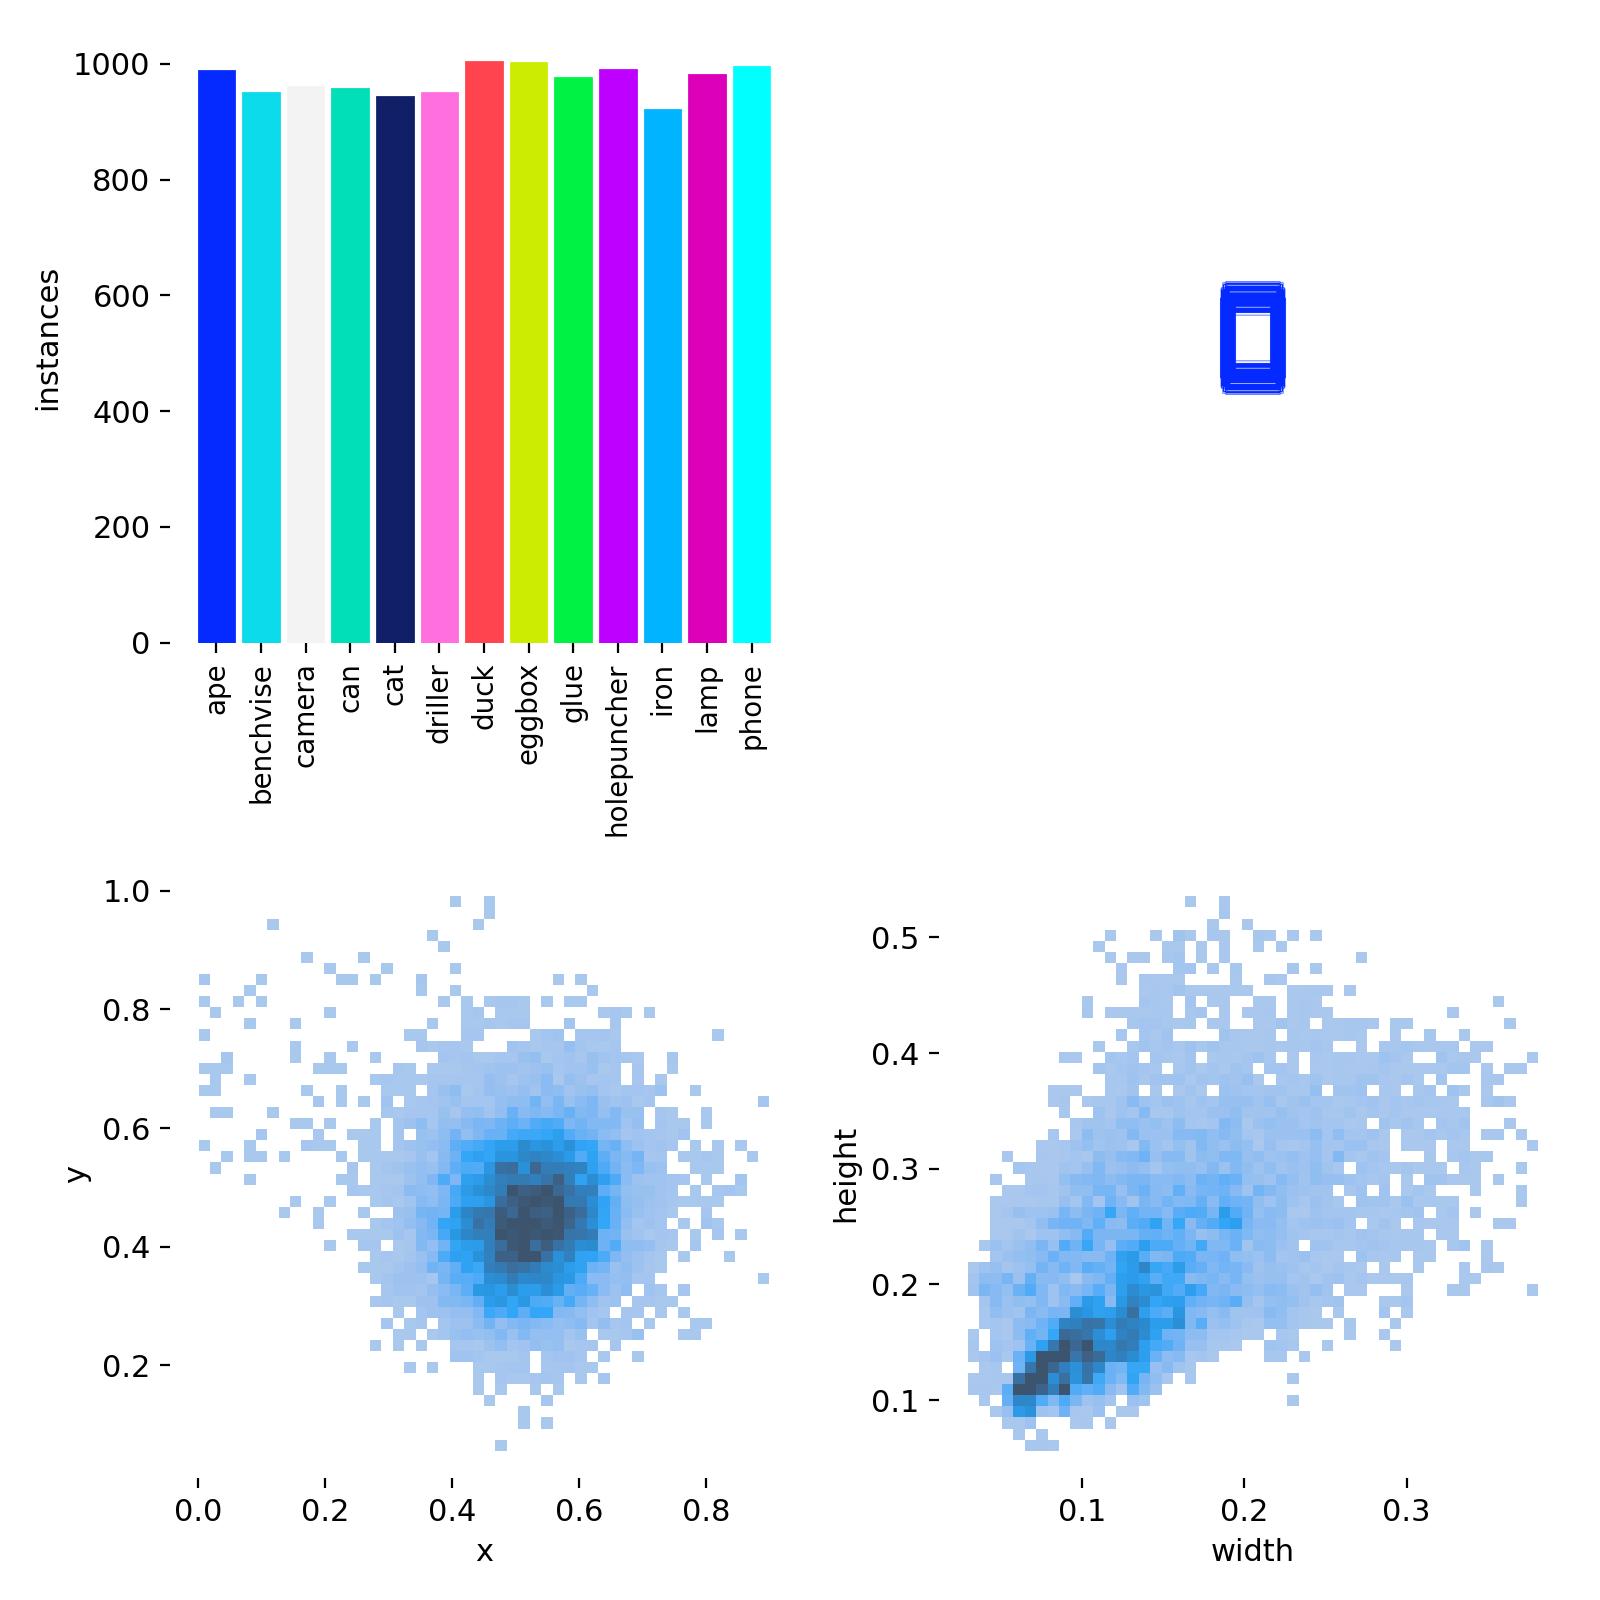 instances
1000
800
600
400
200
0
ape
benchvise
camera
can
cat
driller
duck
eggbox
glue
holepuncher
iron
lamp
phone
y
1.0
0.8
0.6
0.4
0.2
0.0 0.2 0.4 0.6 0.8
x
height
0.5
0.4
0.3
0.2
0.1
0.1 0.2 0.3
width